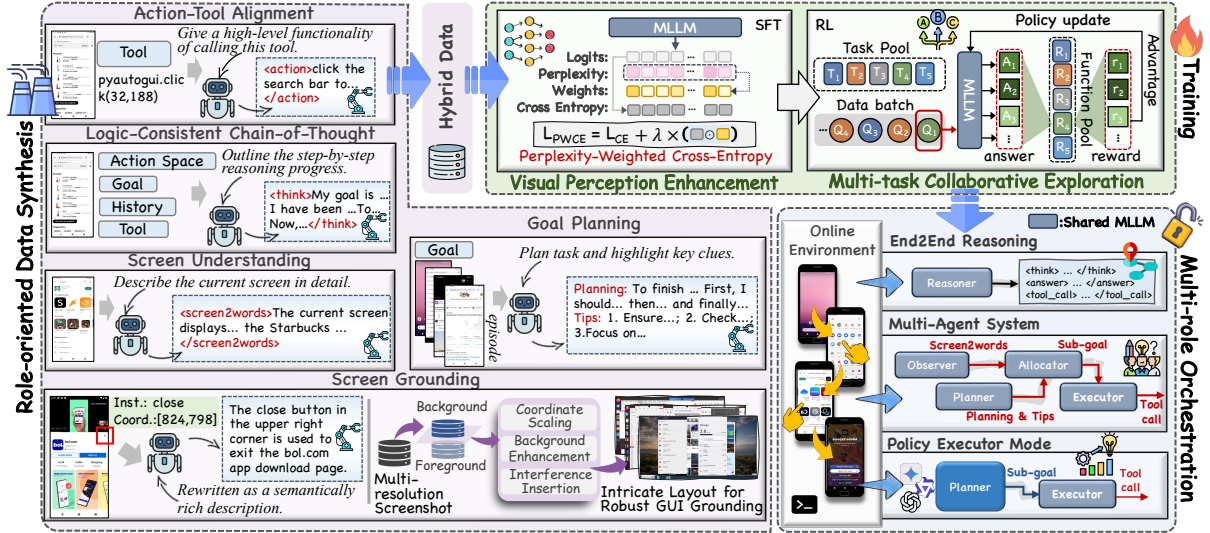 Role-oriented Data Synthesis
Action-Tool Alignment
Tool
pyautogui.clic
k(32,188)
Give a high-level functionality
of calling this tool.
<action>click the
search bar to...
</action>
Logic-Consistent Chain-of-Thought
Action Space
Goal
History
Tool
Outline the step-by-step
reasoning progress.
<think>My goal is ...
I have been ...To...
Now,...</think>
Screen Understanding
Describe the current screen in detail.
<screen2words>The current screen
displays... the Starbucks ...
</screen2words>
Goal Planning
Goal
episode
Plan task and highlight key clues.
Planning: To finish ... First, I
should... then... and finally...
Tips: 1. Ensure...; 2. Check...;
3.Focus on...
Screen Grounding
Inst.: close
Coord.:[824,798]
bol
bol.com
The close button in
the upper right
corner is used to
exit the bol.com
app download page.
Rewritten as a semantically
rich description.
Multi-
resolution
Screenshot
Background
Foreground
Coordinate
Scaling
Background
Enhancement
Interference
Insertion
Intricate Layout for
Robust GUI Grounding
Hybrid Data
Training
MLLM
SFT
Logits:
Perplexity:
Weights:
Cross Entropy:
...
...
L_PWCE = L_CE + λ × ( ⊙ )
Perplexity-Weighted Cross-Entropy
Visual Perception Enhancement
RL
A B C
Policy update
Task Pool
T1 T2 T3 T4 T5
Data batch
... Q4 Q3 Q2 Q1
MLLM
A1
A2
A3
...
answer
R1
R2
R3
R4
R5
Function Pool
r1
r2
r3
...
reward
Advantage
Multi-task Collaborative Exploration
Multi-role Orchestration
:Shared MLLM
Online
Environment
>_
End2End Reasoning
Reasoner
<think> ... </think>
<answer> ... </answer>
<tool_call> ... </tool_call>
Multi-Agent System
Screen2words
Sub-goal
Observer
Allocator
Planner
Executor
Planning & Tips
Tool
call
Policy Executor Mode
Planner
Sub-goal
Executor
Tool
call